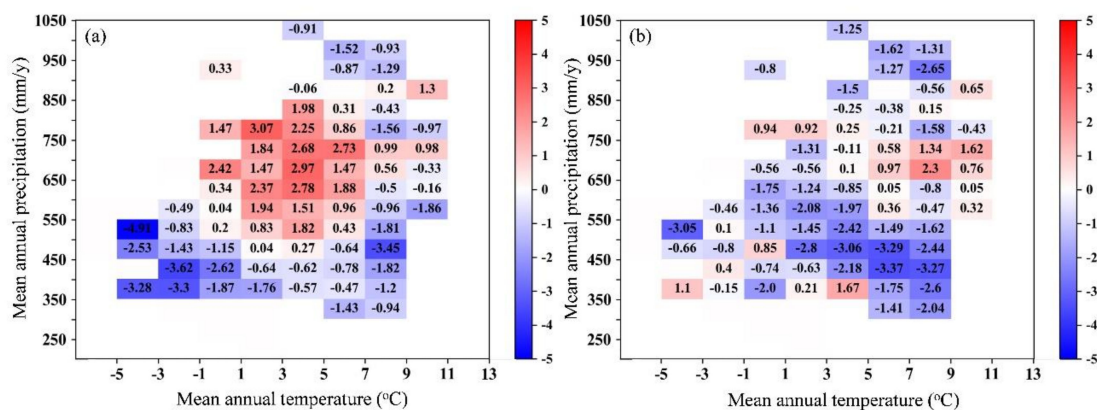 Mean annual precipitation (mm/y)
1050
950
850
750
650
550
450
350
250
(a)
-0.91
-1.52 -0.93
0.33 -0.87 -1.29
-0.06 0.2 1.3
1.98 0.31 -0.43
1.47 3.07 2.25 0.86 -1.56 -0.97
1.84 2.68 2.73 0.99 0.98
2.42 1.47 2.97 1.47 0.56 -0.33
0.34 2.37 2.78 1.88 -0.5 -0.16
-0.49 0.04 1.94 1.51 0.96 -0.96 -1.86
-4.91 -0.83 0.2 0.83 1.82 0.43 -1.81
-2.53 -1.43 -1.15 0.04 0.27 -0.64 -3.45
-3.62 -2.62 -0.64 -0.62 -0.78 -1.82
-3.28 -3.3 -1.87 -1.76 -0.57 -0.47 -1.2
-1.43 -0.94
-5 -3 -1 1 3 5 7 9 11 13
Mean annual temperature (°C)
5
4
3
2
1
0
-1
-2
-3
-4
-5
Mean annual precipitation (mm/y)
1050
950
850
750
650
550
450
350
250
(b)
-1.25
-1.62 -1.31
-0.8 -1.27 -2.65
-1.5 -0.56 0.65
-0.25 -0.38 0.15
0.94 0.92 0.25 -0.21 -1.58 -0.43
-1.31 -0.11 0.58 1.34 1.62
-0.56 -0.56 0.1 0.97 2.3 0.76
-1.75 -1.24 -0.85 0.05 -0.8 0.05
-0.46 -1.36 -2.08 -1.97 0.36 -0.47 0.32
-3.05 0.1 -1.1 -1.45 -2.42 -1.49 -1.62
-0.66 -0.8 0.85 -2.8 -3.06 -3.29 -2.44
0.4 -0.74 -0.63 -2.18 -3.37 -3.27
1.1 -0.15 -2.0 0.21 1.67 -1.75 -2.6
-1.41 -2.04
-5 -3 -1 1 3 5 7 9 11 13
Mean annual temperature (°C)
5
4
3
2
1
0
-1
-2
-3
-4
-5